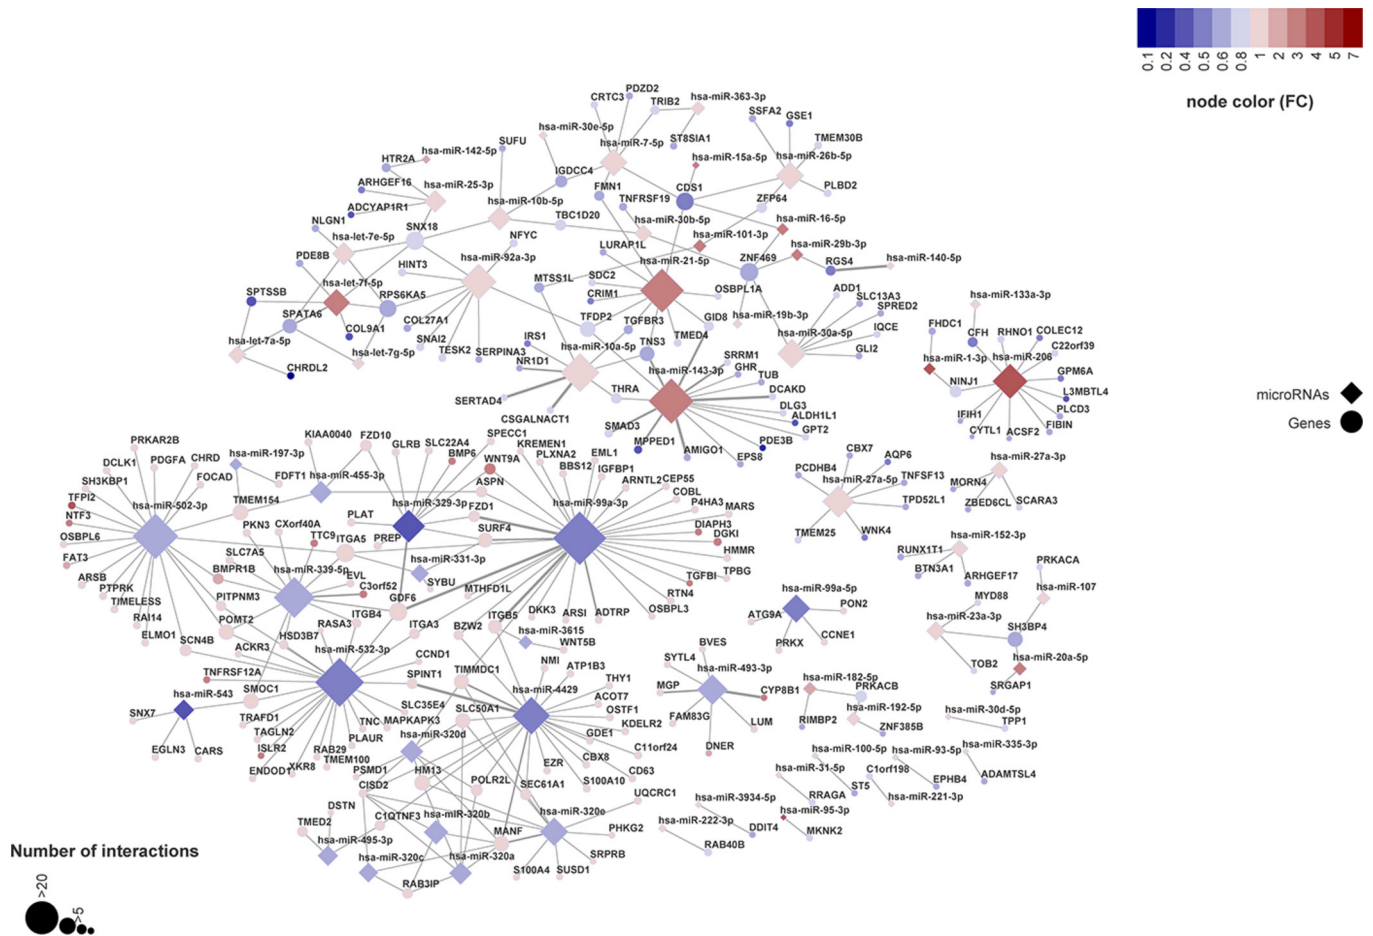 0.1 0.2 0.4 0.5 0.6 0.8 1 2 3 4 5 7
node color (FC)
PDZD2
CRTC3 TRIB2 hsa-miR-363-3p
SSFA2 GSE1
hsa-miR-30e-5p
SUFU hsa-miR-7-5p ST8SIA1 TMEM30B
hsa-miR-142-5p hsa-miR-15a-5p hsa-miR-26b-5p
HTR2A IGDCC4
ARHGEF16 hsa-miR-25-3p FMN1 CDS1 PLBD2
ADCYAP1R1 hsa-miR-10b-5p TNFRSF19 ZFP64
NLGN1 SNX18 TBC1D20 hsa-miR-30b-5p hsa-miR-16-5p
hsa-let-7e-5p NFYC hsa-miR-101-3p
PDE8B hsa-miR-92a-3p LURAP1L hsa-miR-29b-3p
HINT3 hsa-miR-21-5p ZNF469 RGS4 hsa-miR-140-5p
hsa-let-7f-5p MTSS1L SDC2
SPTSSB RPS6KA5 CRIM1 OSBPL1A ADD1 SLC13A3
SPATA6 COL27A1 TFDP2 TGFBR3 GID8 hsa-miR-19b-3p SPRED2
COL9A1 SNAI2 IRS1 TNS3 TMED4 hsa-miR-30a-5p IQCE
hsa-let-7a-5p hsa-let-7g-5p TESK2 SERPINA3 NR1D1 hsa-miR-10a-5p SRRM1 GLI2
CHRDL2 hsa-miR-143-3p GHR TUB
SERTAD4 THRA DCAKD
CSGALNACT1 DLG3
SMAD3 ALDH1L1
MPPED1 AMIGO1 PDE3B GPT2
EPS8
hsa-miR-133a-3p
FHDC1 CFH RHNO1 COLEC12
hsa-miR-1-3p hsa-miR-206 C22orf39
NINJ1 GPM6A
L3MBTL4
IFIH1 PLCD3
CYTL1 ACSF2 FIBIN
microRNAs
Genes
KIAA0040 FZD10 SPECC1
PRKAR2B GLRB SLC22A4 KREMEN1
hsa-miR-197-3p BMP6 PLXNA2 EML1
DCLK1 PDGFA CHRD WNT9A BBS12 IGFBP1
SH3KBP1 FOCAD FDFT1 hsa-miR-455-3p ASPN ARNTL2 CEP55
TFPI2 hsa-miR-502-3p TMEM154 hsa-miR-329-3p hsa-miR-99a-3p COBL
NTF3 PLAT FZD1 P4HA3 MARS
PKN3 CXorf40A SURF4 DIAPH3
OSBPL6 TTC9 ITGA5 PREP DGKI
SLC7A5 hsa-miR-331-3p HMMR
FAT3 BMPR1B hsa-miR-339-5p EVL SYBU TPBG
ARSB PTPRK C3orf52 MTHFD1L TGFBI
TIMELESS PITPNM3 GDF6 RTN4
RAI14 POMT2 RASA3 ITGB4 ITGB5 DKK3 ARSI ADTRP OSBPL3
ELMO1 SCN4B HSD3B7 ITGA3 BZW2 hsa-miR-3615
ACKR3 hsa-miR-532-3p WNT5B
TNFRSF12A CCND1 NMI ATP1B3
hsa-miR-543 SMOC1 SPINT1 TIMMDC1 THY1
SNX7 TRAFD1 SLC35E4 hsa-miR-4429 ACOT7
TAGLN2 TNC MAPKAPK3 SLC50A1 OSTF1
EGLN3 CARS ISLR2 PLAUR hsa-miR-320d KDELR2
RAB29 GDE1
ENDOD1 XKR8 TMEM100 C11orf24
PSMD1 HM13 EZR CBX8 CD63
CISD2 POLR2L SEC61A1 S100A10
DSTN UQCRC1
TMED2 C1QTNF3 hsa-miR-320b hsa-miR-320e
hsa-miR-495-3p MANF PHKG2
hsa-miR-320c hsa-miR-320a SRPRB
RAB3IP S100A4 SUSD1
CBX7 AQP6
PCDHB4 hsa-miR-27a-5p TNFSF13
TPD52L1
TMEM25 WNK4
hsa-miR-27a-3p
MORN4
ZBED6CL SCARA3
hsa-miR-152-3p
RUNX1T1
BTN3A1 ARHGEF17
PRKACA
hsa-miR-107
MYD88
hsa-miR-23a-3p SH3BP4
TOB2 hsa-miR-20a-5p
SRGAP1
hsa-miR-99a-5p
ATG9A PON2
PRKX CCNE1
BVES
SYTL4 hsa-miR-493-3p
MGP CYP8B1
FAM83G LUM
DNER
hsa-miR-182-5p PRKACB
hsa-miR-192-5p
RIMBP2 ZNF385B
hsa-miR-30d-5p
TPP1
hsa-miR-100-5p hsa-miR-93-5p hsa-miR-335-3p
hsa-miR-31-5p C1orf198 EPHB4 ADAMTSL4
RRAGA ST5 hsa-miR-221-3p
hsa-miR-3934-5p hsa-miR-95-3p
hsa-miR-222-3p DDIT4 MKNK2
RAB40B
Number of interactions
>20
>5